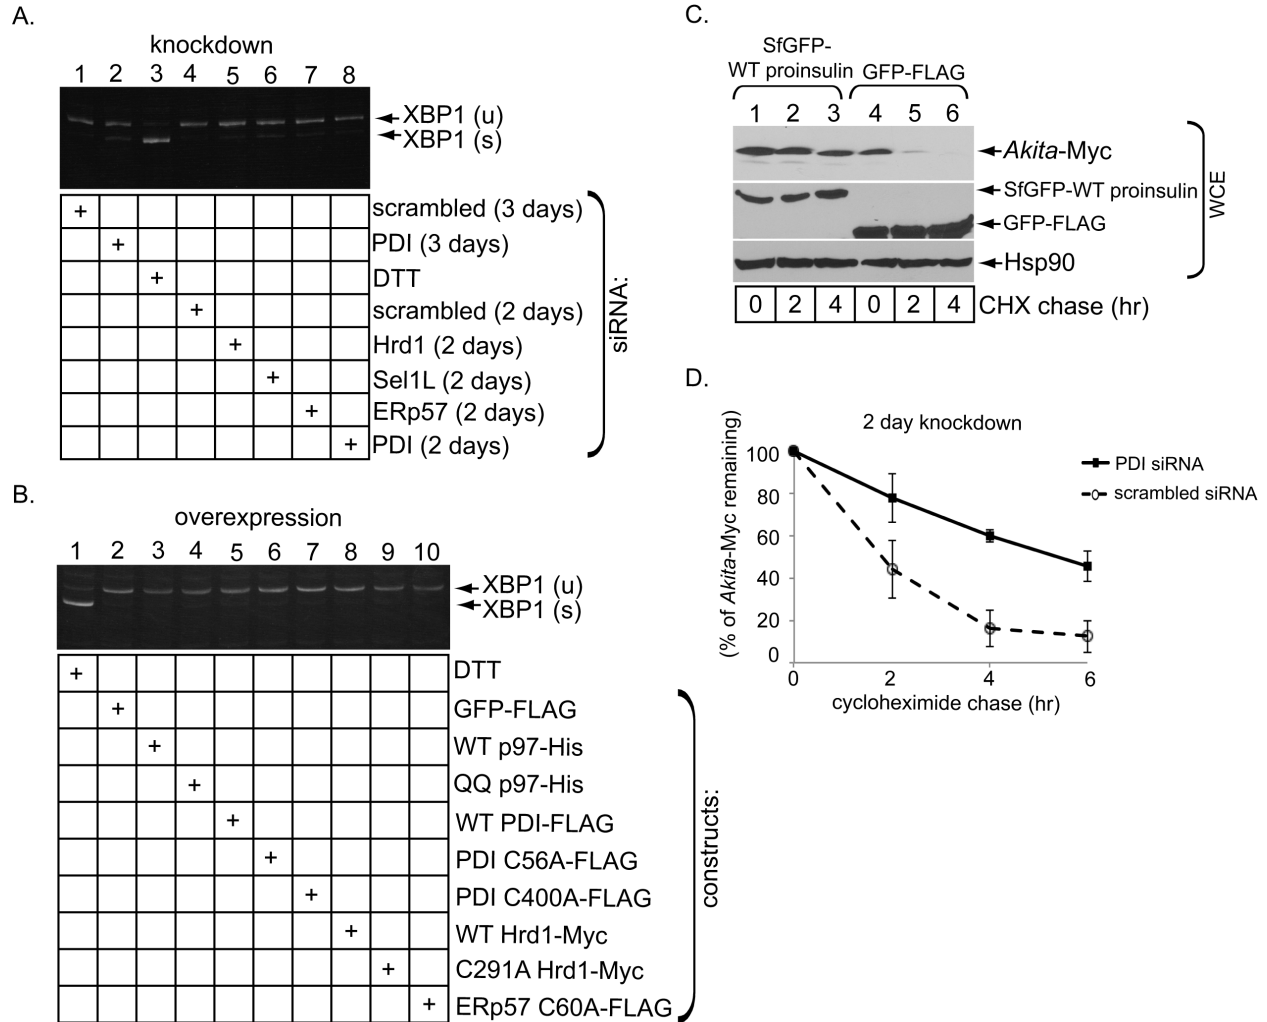 A.
knockdown
1 2 3 4 5 6 7 8
XBP1 (u)
XBP1 (s)
+ scrambled (3 days)
+ PDI (3 days)
+ DTT
+ scrambled (2 days)
+ Hrd1 (2 days)
+ Sel1L (2 days)
+ ERp57 (2 days)
+ PDI (2 days)
siRNA:
B.
overexpression
1 2 3 4 5 6 7 8 9 10
XBP1 (u)
XBP1 (s)
+ DTT
+ GFP-FLAG
+ WT p97-His
+ QQ p97-His
+ WT PDI-FLAG
+ PDI C56A-FLAG
+ PDI C400A-FLAG
+ WT Hrd1-Myc
+ C291A Hrd1-Myc
+ ERp57 C60A-FLAG
constructs:
C.
SfGFP-
WT proinsulin GFP-FLAG
1 2 3 4 5 6
Akita-Myc
SfGFP-WT proinsulin
GFP-FLAG
Hsp90
WCE
0 2 4 0 2 4 CHX chase (hr)
D.
2 day knockdown
(% of Akita-Myc remaining)
100
80
60
40
20
0
0 2 4 6
cycloheximide chase (hr)
PDI siRNA
scrambled siRNA